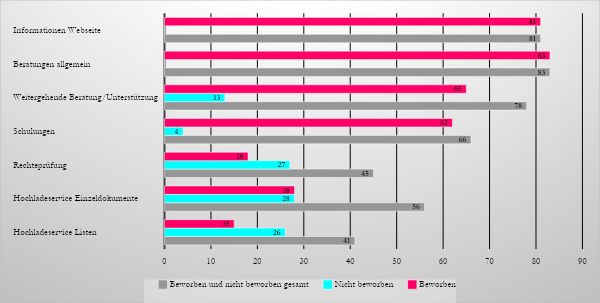 Informationen Webseite 81
81
Beratungen allgemein 83
83
Weitergehende Beratung/Unterstützung 65
13
78
Schulungen 62
4
66
Rechteprüfung 18
27
45
Hochladeservice Einzeldokumente 28
28
56
Hochladeservice Listen 15
26
41
0 10 20 30 40 50 60 70 80 90
Beworben und nicht beworben gesamt Nicht beworben Beworben